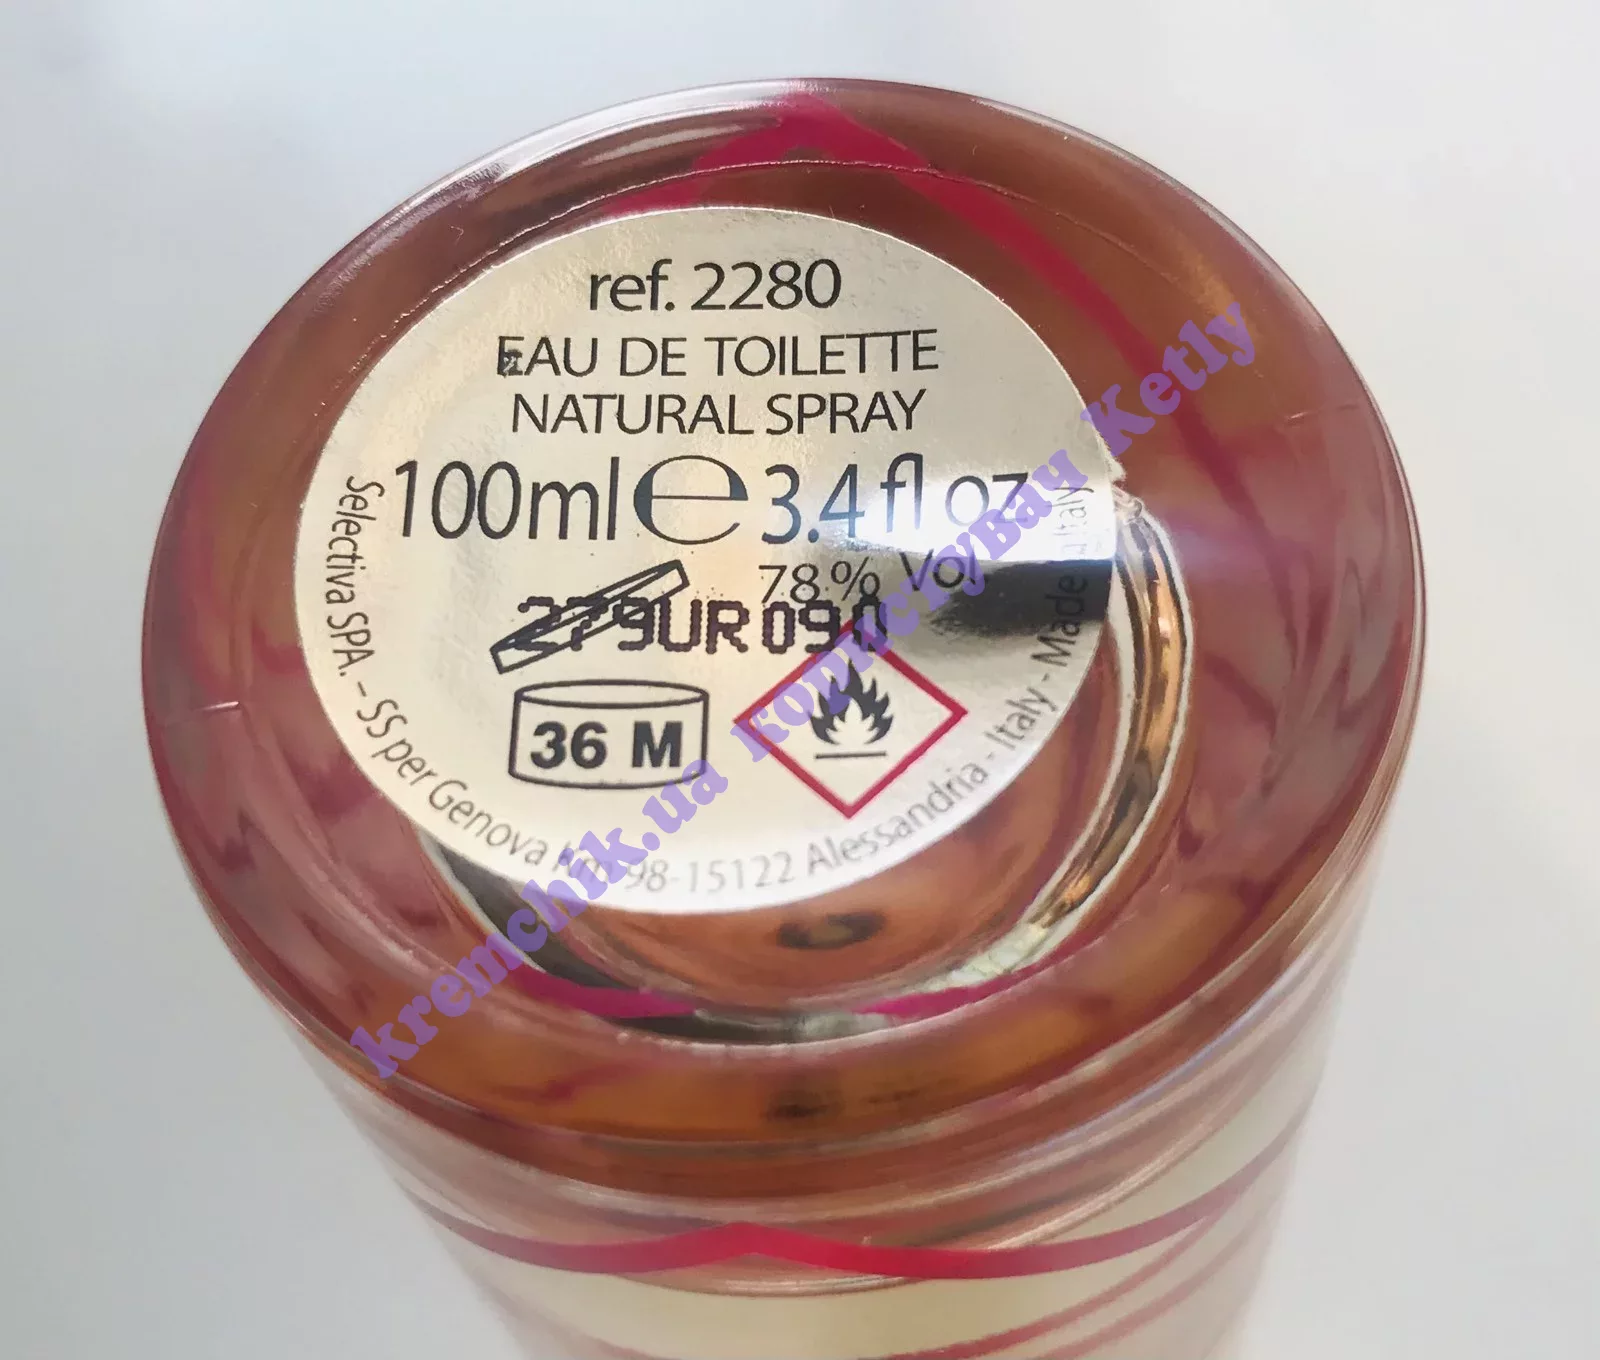 ref. 2280
EAU DE TOILETTE
NATURAL SPRAY
100ml e 3.4 fl oz
78 % Vol
279UR 090
36 M
Selectiva SPA. - SS per Genova km 98 - 15122 Alessandria - Italy - Made in Italy
kremchik.ua користувач Ketly